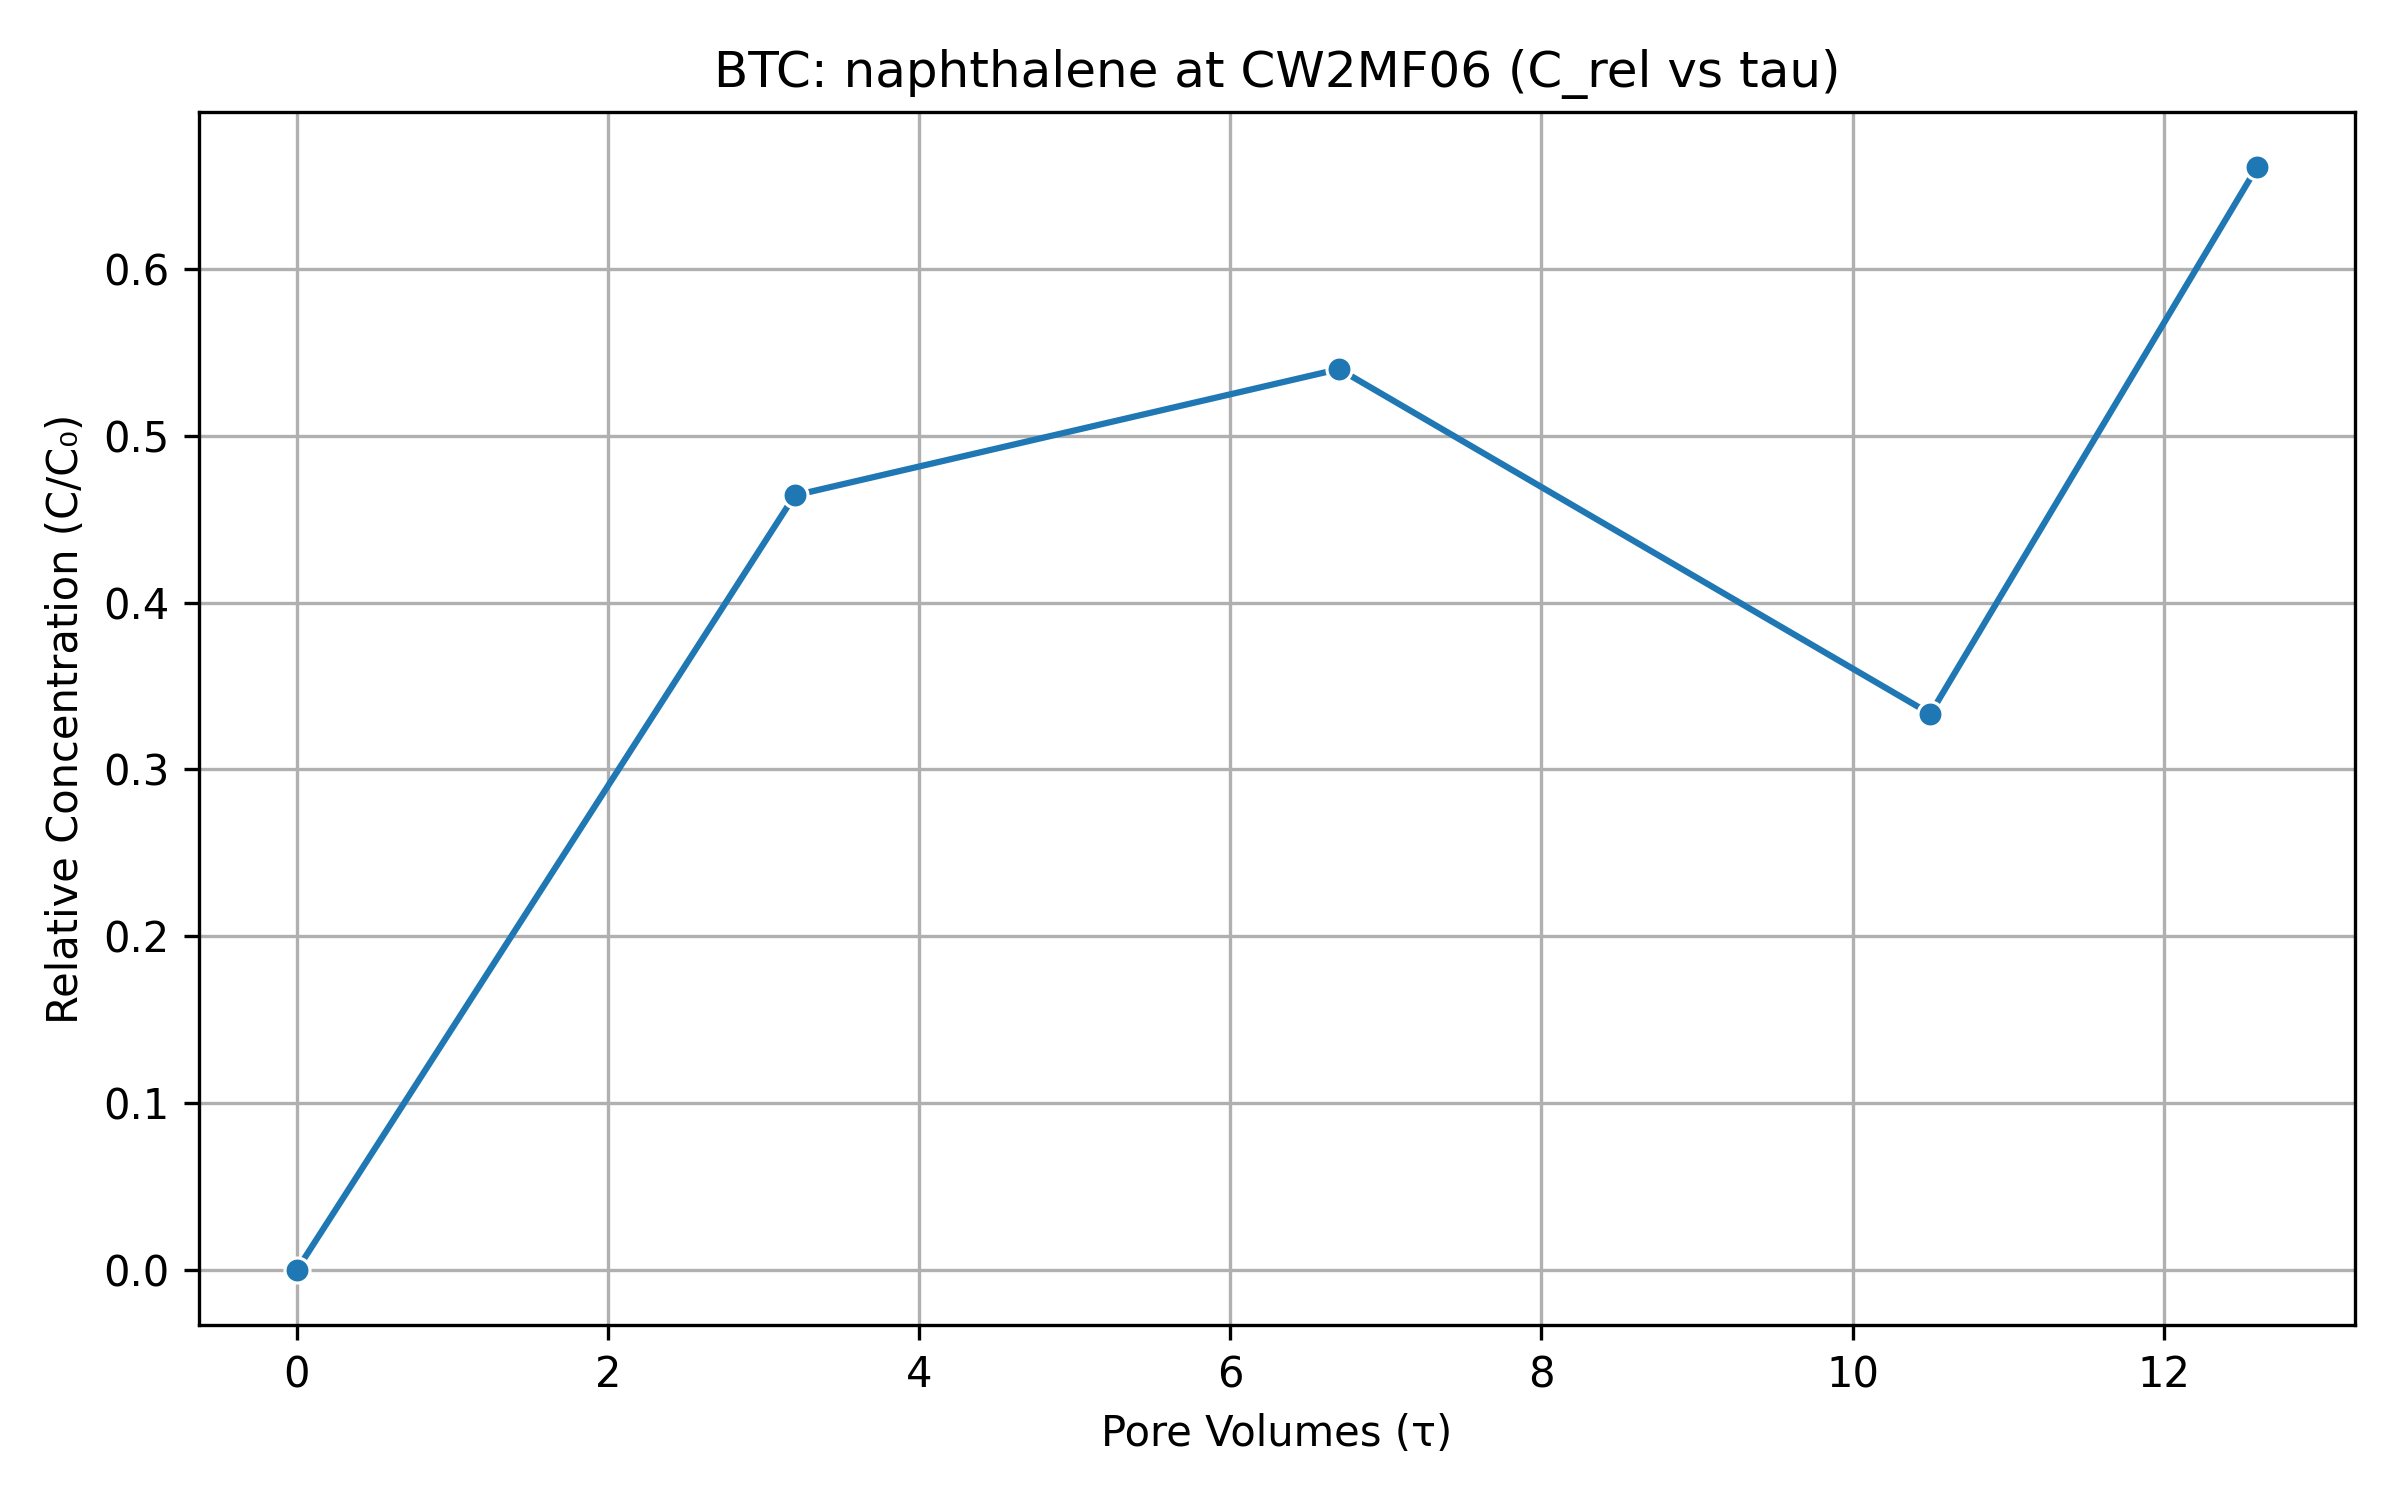 BTC: naphthalene at CW2MF06 (C_rel vs tau)
Relative Concentration (C/C₀)
0.6
0.5
0.4
0.3
0.2
0.1
0.0
0 2 4 6 8 10 12
Pore Volumes (τ)